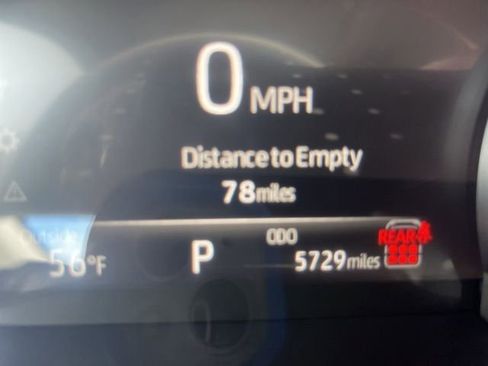 0 MPH
Distance to Empty
78 miles
Outside
56°F
P
ODO
5729 miles
REAR